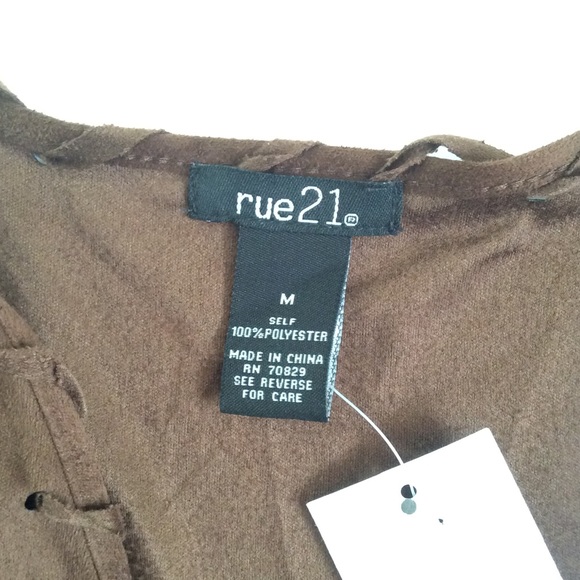 rue21®
M
SELF
100%POLYESTER
MADE IN CHINA
RN 70829
SEE REVERSE
FOR CARE